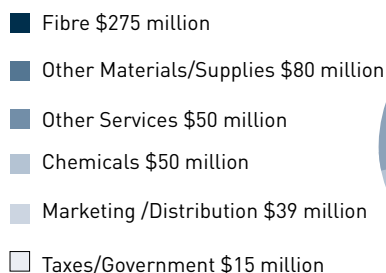 Fibre $275 million
Other Materials/Supplies $80 million
Other Services $50 million
Chemicals $50 million
Marketing /Distribution $39 million
Taxes/Government $15 million